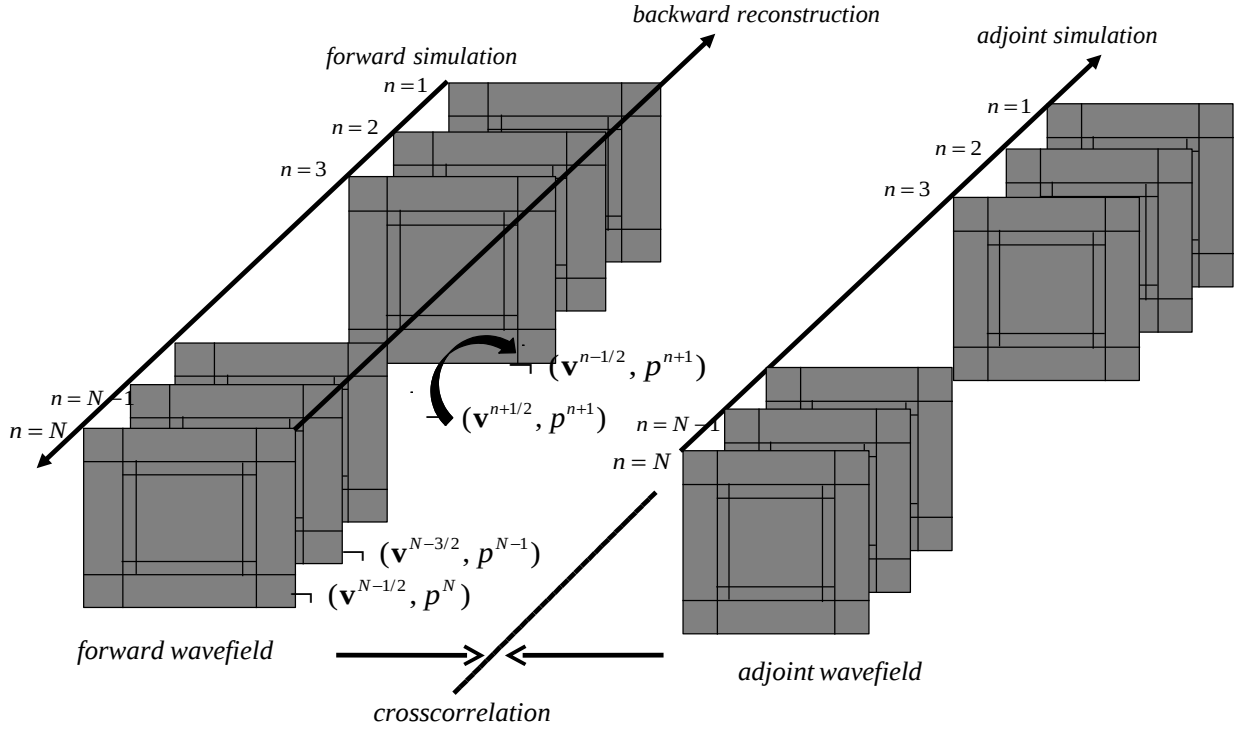 backward reconstruction
forward simulation
adjoint simulation
n = 1
n = 2
n = 3
n = 1
n = 2
n = 3
(v^{n−1/2}, p^{n+1})
(v^{n+1/2}, p^{n+1})
n = N−1
n = N
n = N−1
n = N
(v^{N−3/2}, p^{N−1})
(v^{N−1/2}, p^N)
forward wavefield
adjoint wavefield
crosscorrelation